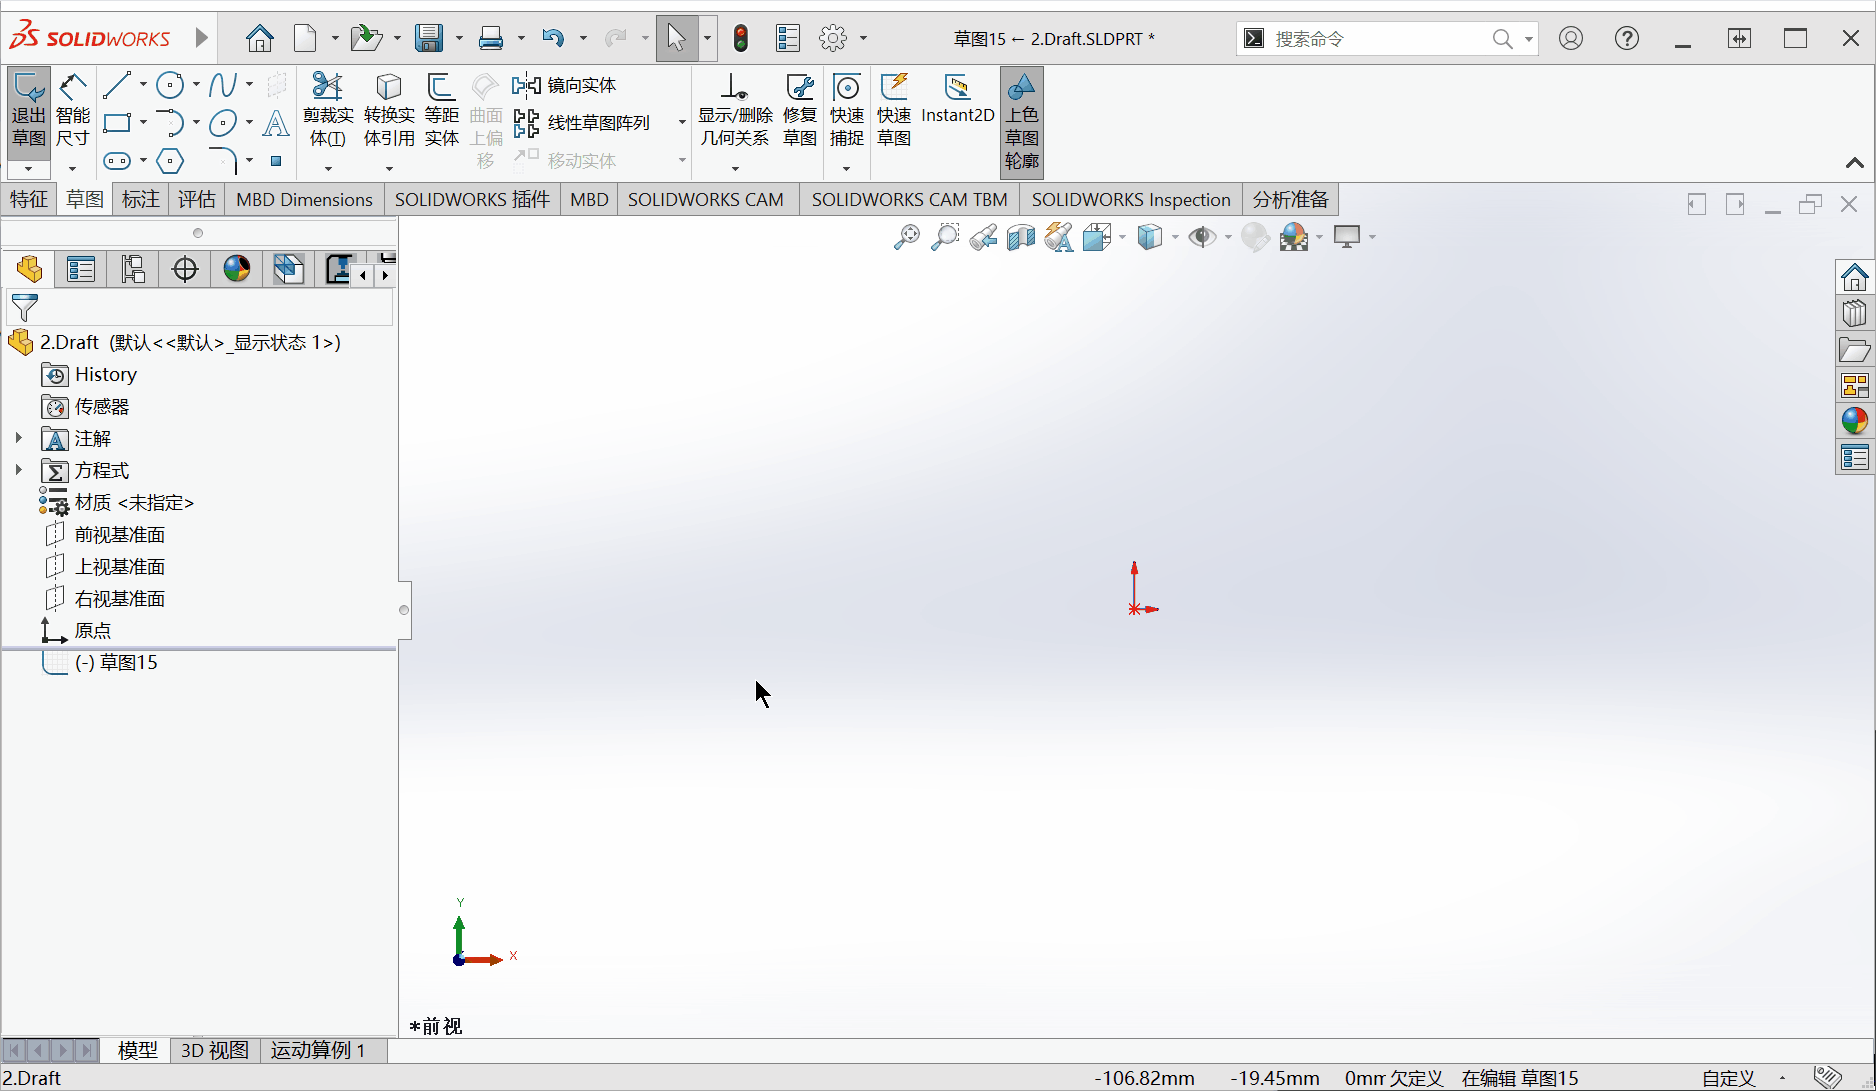 SOLIDWORKS
草图15 ← 2.Draft.SLDPRT *
搜索命令
退出草图
智能尺寸
剪裁实体(T)
转换实体引用
等距实体
曲面上偏移
镜向实体
线性草图阵列
移动实体
显示/删除几何关系
修复草图
快速捕捉
快速草图
Instant2D
上色草图轮廓
特征 草图 标注 评估 MBD Dimensions SOLIDWORKS 插件 MBD SOLIDWORKS CAM SOLIDWORKS CAM TBM SOLIDWORKS Inspection 分析准备
2.Draft (默认<<默认>_显示状态 1>)
History
传感器
注解
方程式
材质 <未指定>
前视基准面
上视基准面
右视基准面
原点
(-) 草图15
Y
X
*前视
模型 3D 视图 运动算例 1
2.Draft -106.82mm -19.45mm 0mm 欠定义 在编辑 草图15 自定义